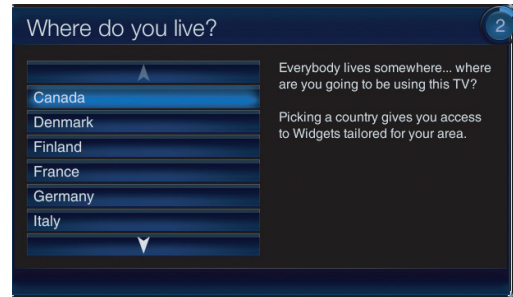 Where do you live?
2
Canada
Denmark
Finland
France
Germany
Italy
Everybody lives somewhere... where
are you going to be using this TV?
Picking a country gives you access
to Widgets tailored for your area.